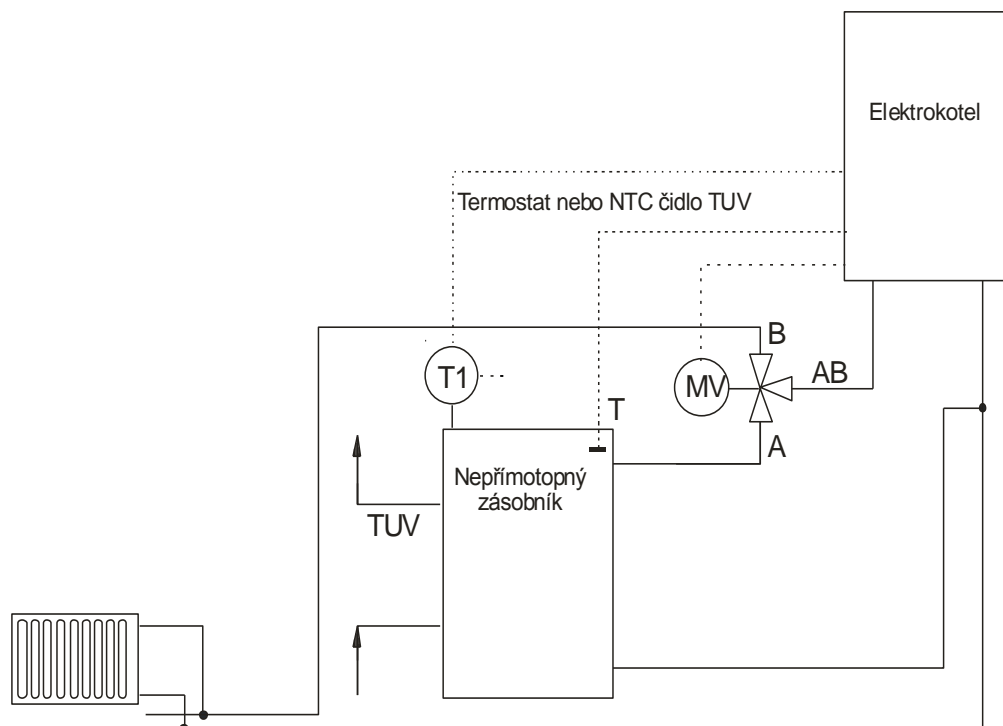 Elektrokotel
Termostat nebo NTC čidlo TUV
B
T1
MV
AB
T
A
Nepřímotopný
zásobník
TUV